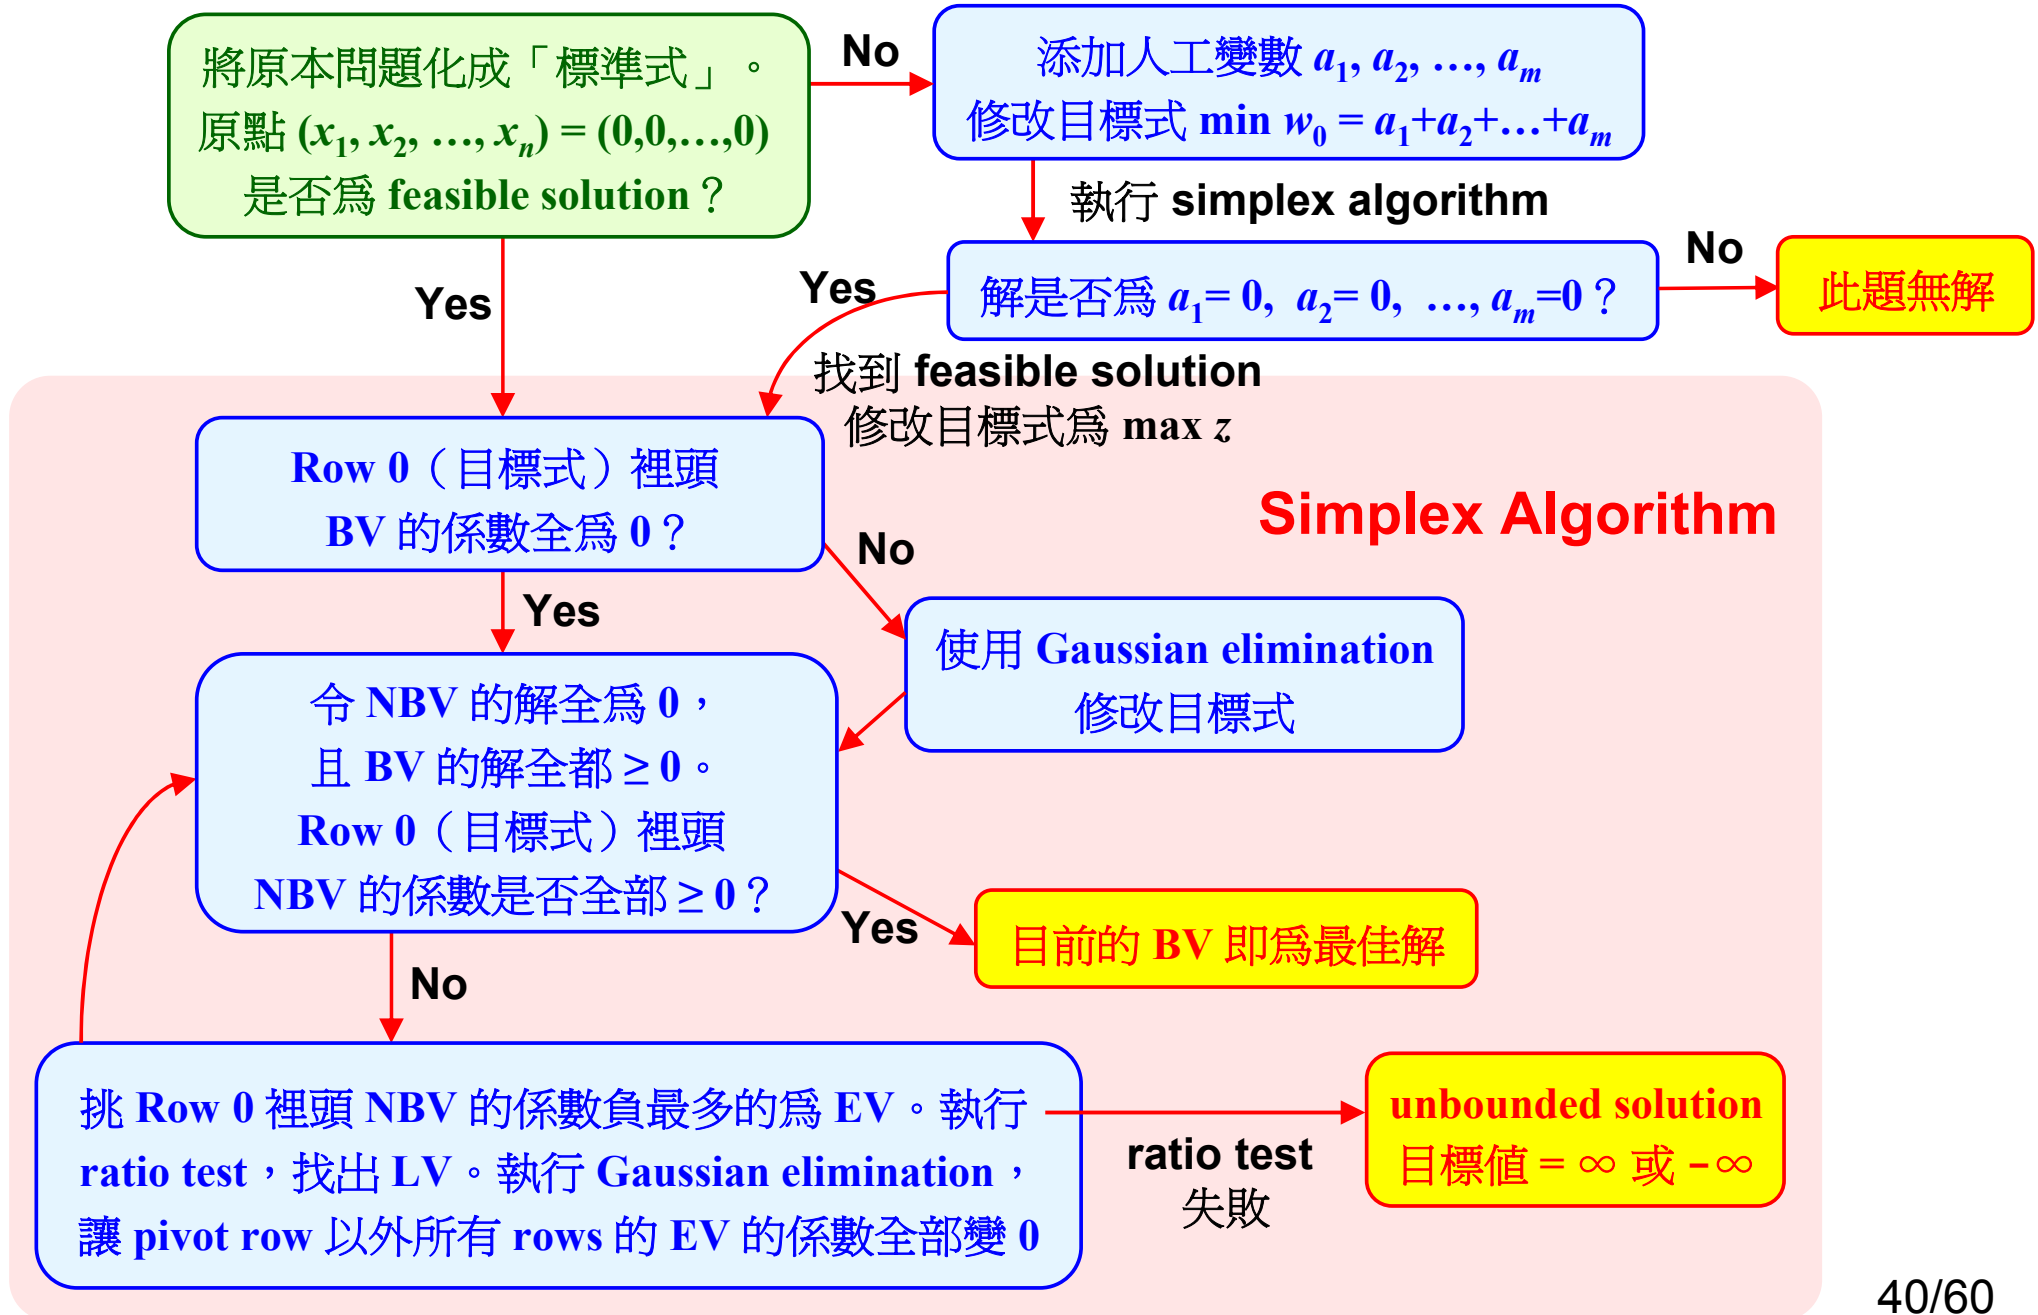 將原本問題化成「標準式」。
原點 (x1, x2, …, xn) = (0,0,…,0)
是否為 feasible solution？
No
添加人工變數 a1, a2, …, am
修改目標式 min w0 = a1+a2+…+am
執行 simplex algorithm
Yes
Yes
解是否為 a1= 0, a2= 0, …, am=0？
No
此題無解
找到 feasible solution
修改目標式為 max z
Row 0（目標式）裡頭
BV 的係數全為 0？
Simplex Algorithm
No
Yes
使用 Gaussian elimination
修改目標式
令 NBV 的解全為 0，
且 BV 的解全都 ≥ 0。
Row 0（目標式）裡頭
NBV 的係數是否全部 ≥ 0？
Yes
目前的 BV 即為最佳解
No
挑 Row 0 裡頭 NBV 的係數負最多的為 EV。執行
ratio test，找出 LV。執行 Gaussian elimination，
讓 pivot row 以外所有 rows 的 EV 的係數全部變 0
ratio test
失敗
unbounded solution
目標值 = ∞ 或 −∞
40/60